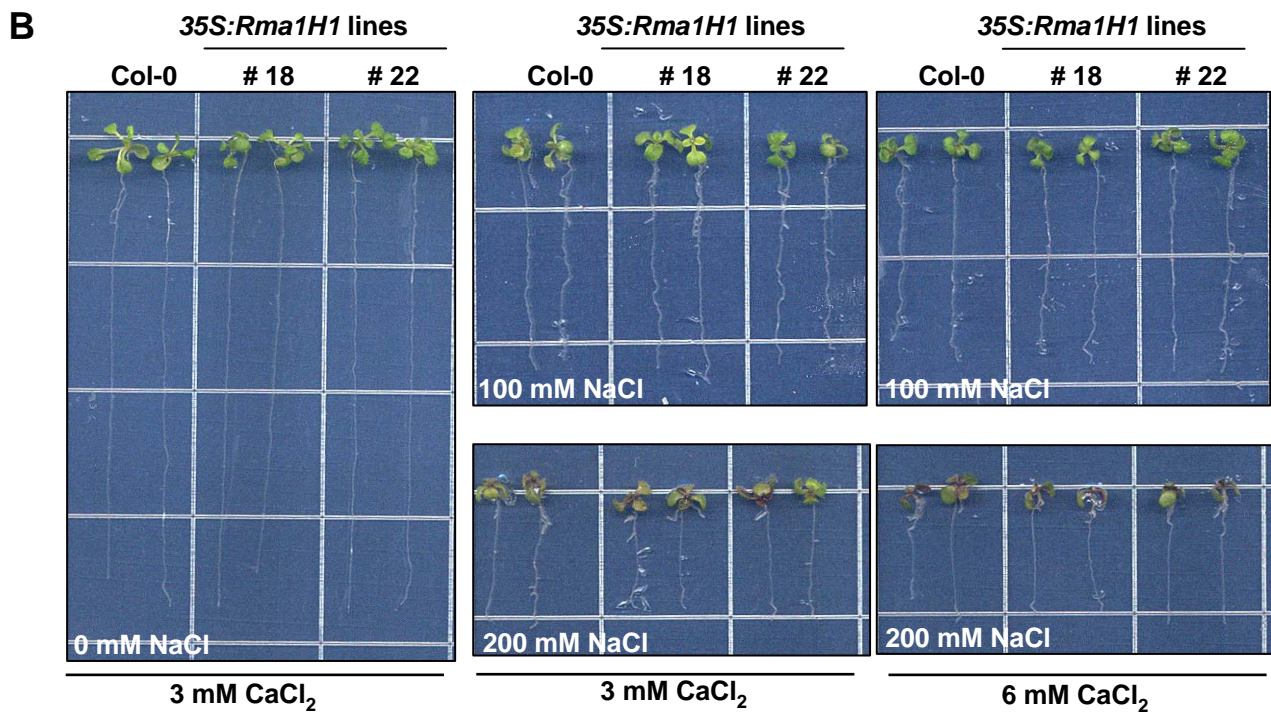 B
35S:Rma1H1 lines
35S:Rma1H1 lines
35S:Rma1H1 lines
Col-0 # 18 # 22
Col-0 # 18 # 22
Col-0 # 18 # 22
0 mM NaCl
100 mM NaCl
100 mM NaCl
200 mM NaCl
200 mM NaCl
3 mM CaCl₂
3 mM CaCl₂
6 mM CaCl₂